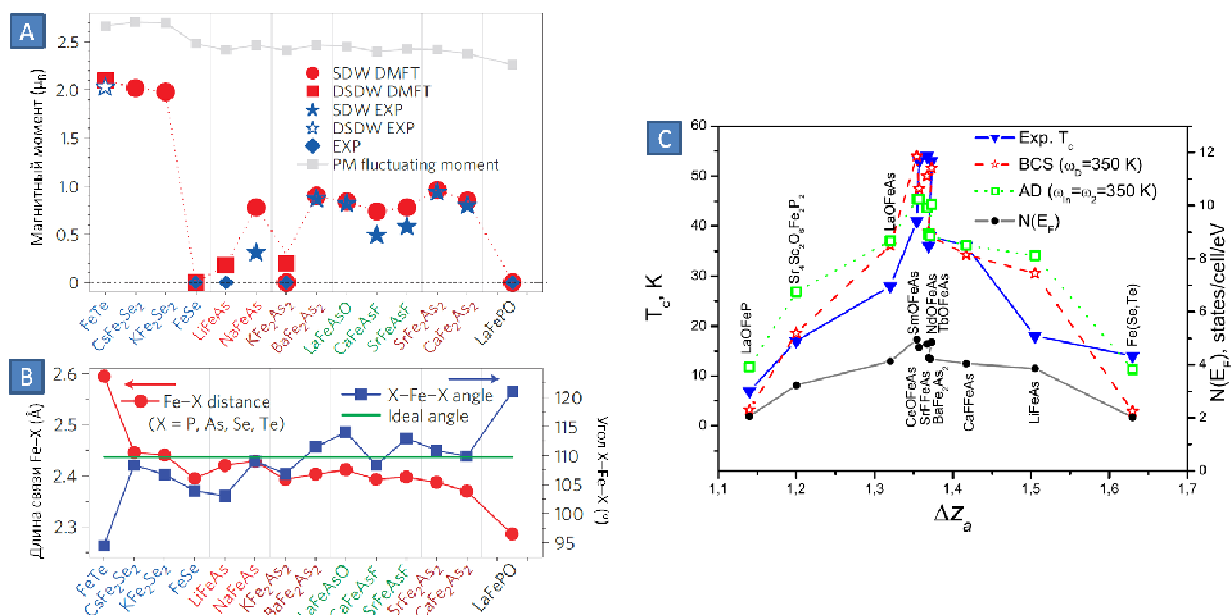 A
Магнитный момент (μ
2.5
2.0
1.5
1.0
0.5
0
SDW DMFT
DSDW DMFT
SDW EXP
DSDW EXP
EXP
PM fluctuating moment
FeTe
CsFe2Se2
KFe2Se2
FeSe
LiFeAs
NaFeAs
KFe2As2
BaFe2As2
LaFeAsO
CaFeAsF
SrFeAsF
SrFe2As2
CaFe2As2
LaFePO
B
Длина связи Fe–X (Å)
2.6
2.5
2.4
2.3
Fe–X distance
(X = P, As, Se, Te)
X–Fe–X angle
Ideal angle
120
115
110
105
100
95
Угол X–Fe–X (°)
FeTe
CsFe2Se2
KFe2Se2
FeSe
LiFeAs
NaFeAs
KFe2As2
BaFe2As2
LaFeAsO
CaFeAsF
SrFeAsF
SrFe2As2
CaFe2As2
LaFePO
C
Tc, K
60
50
40
30
20
10
0
Exp. Tc
BCS (ωD=350 K)
AD (ωln=ω2=350 K)
N(EF)
LaOFeP
Sr4Sc2O6Fe2P2
LaOFeAs
SmOFeAs
NdOFeAs
TbOFeAs
CeOFeAs
SrFFeAs
BaFe2As2
CaFFeAs
LiFeAs
Fe(Se,Te)
12
10
8
6
4
2
0
N(EF), states/cell/eV
1,1
1,2
1,3
1,4
1,5
1,6
1,7
Δza